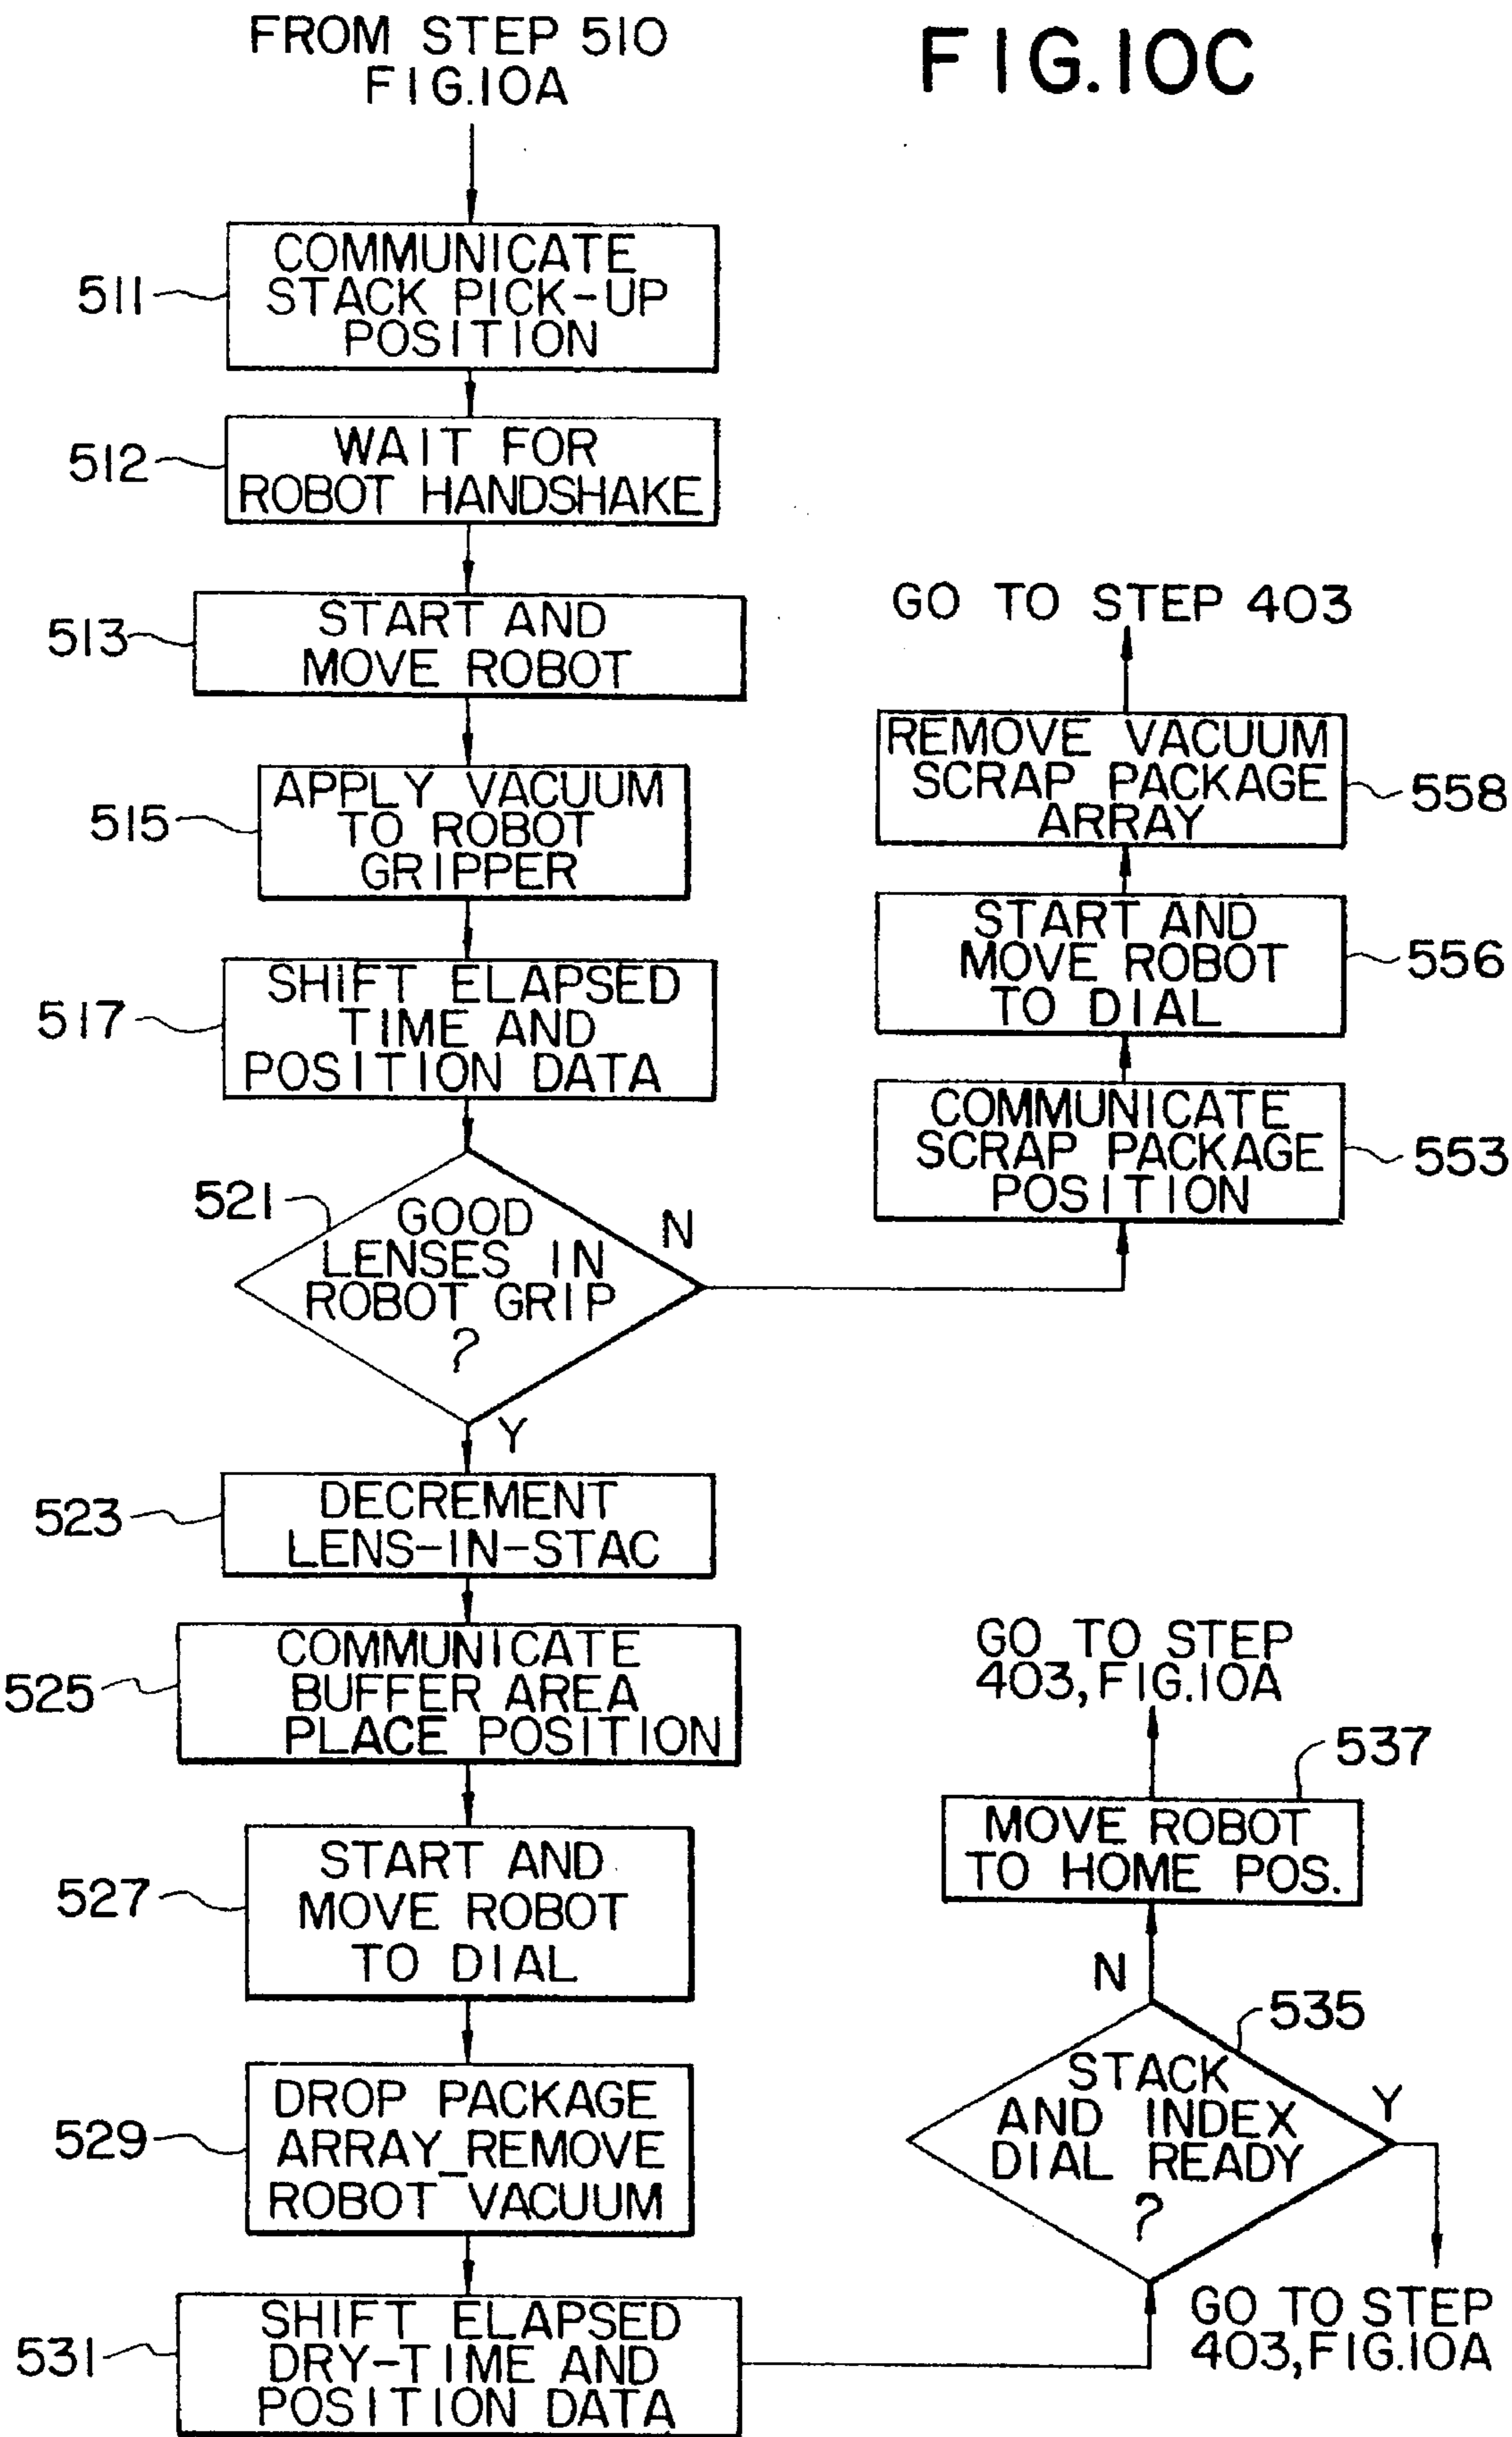 FROM STEP 510
FIG.10A
FIG.10C
511
COMMUNICATE
STACK PICK-UP
POSITION
512
WAIT FOR
ROBOT HANDSHAKE
513
START AND
MOVE ROBOT
515
APPLY VACUUM
TO ROBOT
GRIPPER
517
SHIFT ELAPSED
TIME AND
POSITION DATA
521
GOOD
LENSES IN
ROBOT GRIP
?
N
Y
GO TO STEP 403
REMOVE VACUUM
SCRAP PACKAGE
ARRAY
558
START AND
MOVE ROBOT
TO DIAL
556
COMMUNICATE
SCRAP PACKAGE
POSITION
553
523
DECREMENT
LENS-IN-STAC
525
COMMUNICATE
BUFFER AREA
PLACE POSITION
527
START AND
MOVE ROBOT
TO DIAL
529
DROP PACKAGE
ARRAY_REMOVE
ROBOT VACUUM
531
SHIFT ELAPSED
DRY-TIME AND
POSITION DATA
GO TO STEP
403, FIG.10A
537
MOVE ROBOT
TO HOME POS.
N
535
STACK
AND INDEX
DIAL READY
?
Y
GO TO STEP
403, FIG.10A